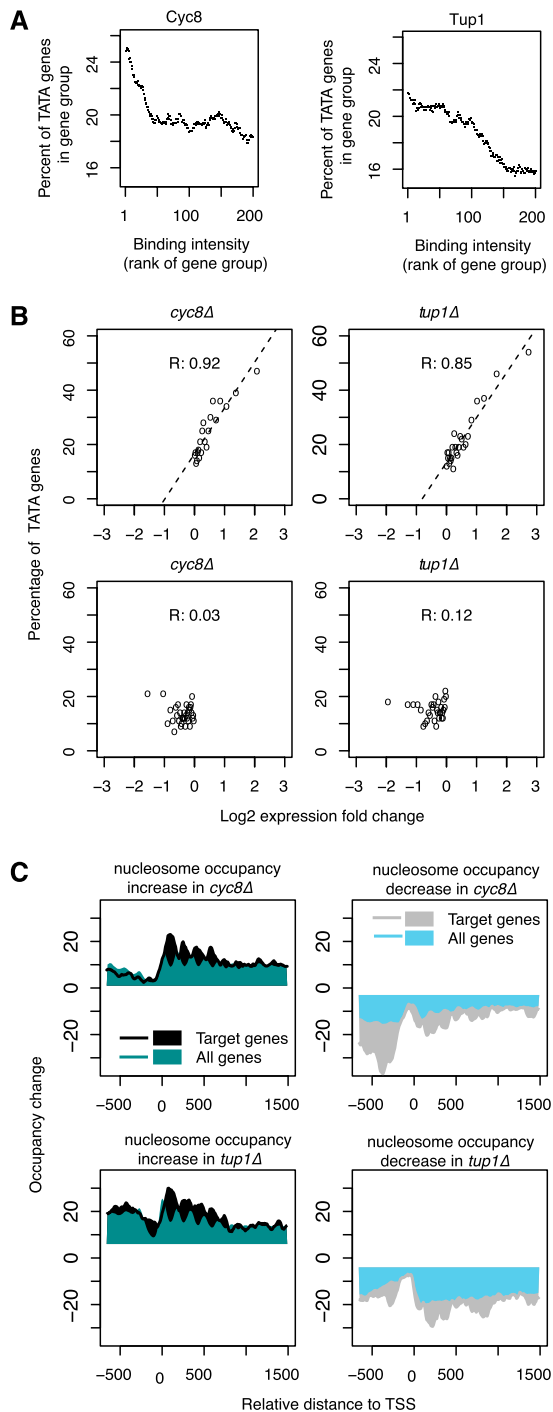 A
Cyc8
Tup1
Percent of TATA genes
in gene group
24
20
16
1
100
200
Binding intensity
(rank of gene group)
Percent of TATA genes
in gene group
24
20
16
1
100
200
Binding intensity
(rank of gene group)
B
cyc8Δ
tup1Δ
R: 0.92
R: 0.85
60
40
20
0
−3 −2 −1 0 1 2 3
60
40
20
0
−3 −2 −1 0 1 2 3
Percentage of TATA genes
cyc8Δ
tup1Δ
R: 0.03
R: 0.12
60
40
20
0
−3 −2 −1 0 1 2 3
60
40
20
0
−3 −2 −1 0 1 2 3
Log2 expression fold change
C
nucleosome occupancy
increase in cyc8Δ
20
0
−20
Target genes
All genes
−500 0 500 1500
nucleosome occupancy
decrease in cyc8Δ
20
0
−20
Target genes
All genes
−500 0 500 1500
Occupancy change
nucleosome occupancy
increase in tup1Δ
20
0
−20
−500 0 500 1500
nucleosome occupancy
decrease in tup1Δ
20
0
−20
−500 0 500 1500
Relative distance to TSS